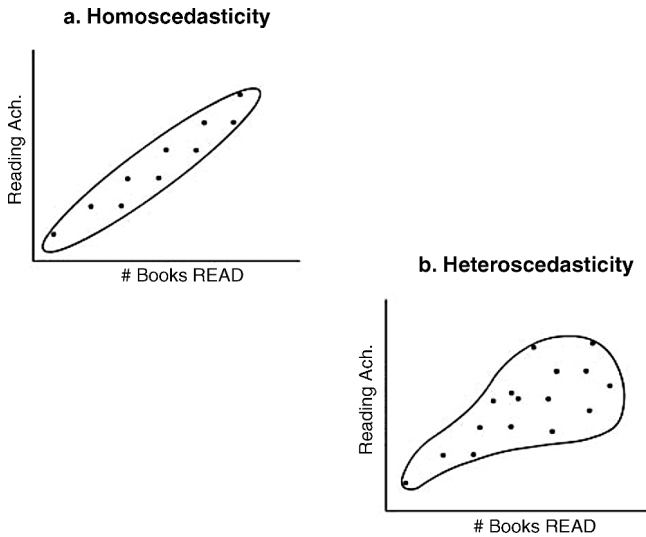 a. Homoscedasticity
Reading Ach.
# Books READ
b. Heteroscedasticity
Reading Ach.
# Books READ